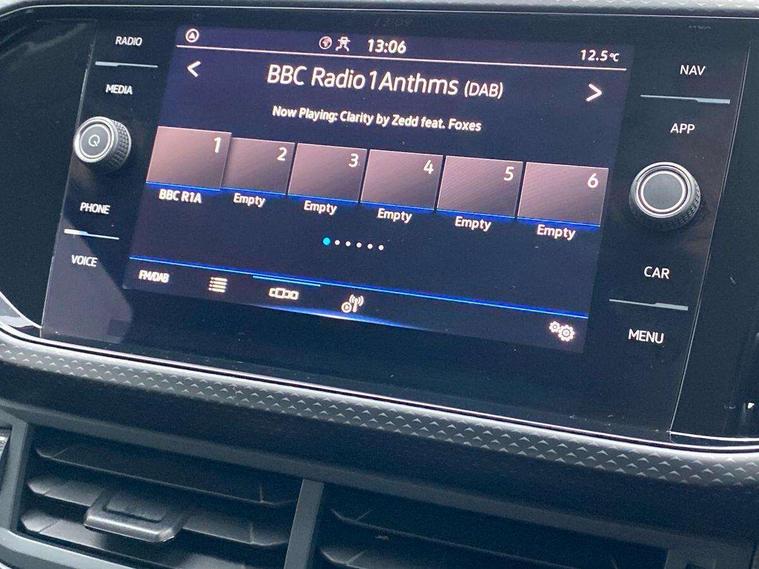 RADIO
MEDIA
PHONE
VOICE
13:06
12.5°C
BBC Radio1Anthms (DAB)
Now Playing: Clarity by Zedd feat. Foxes
1 2 3 4 5 6
BBC R1A Empty Empty Empty Empty Empty
FM/DAB
NAV
APP
CAR
MENU